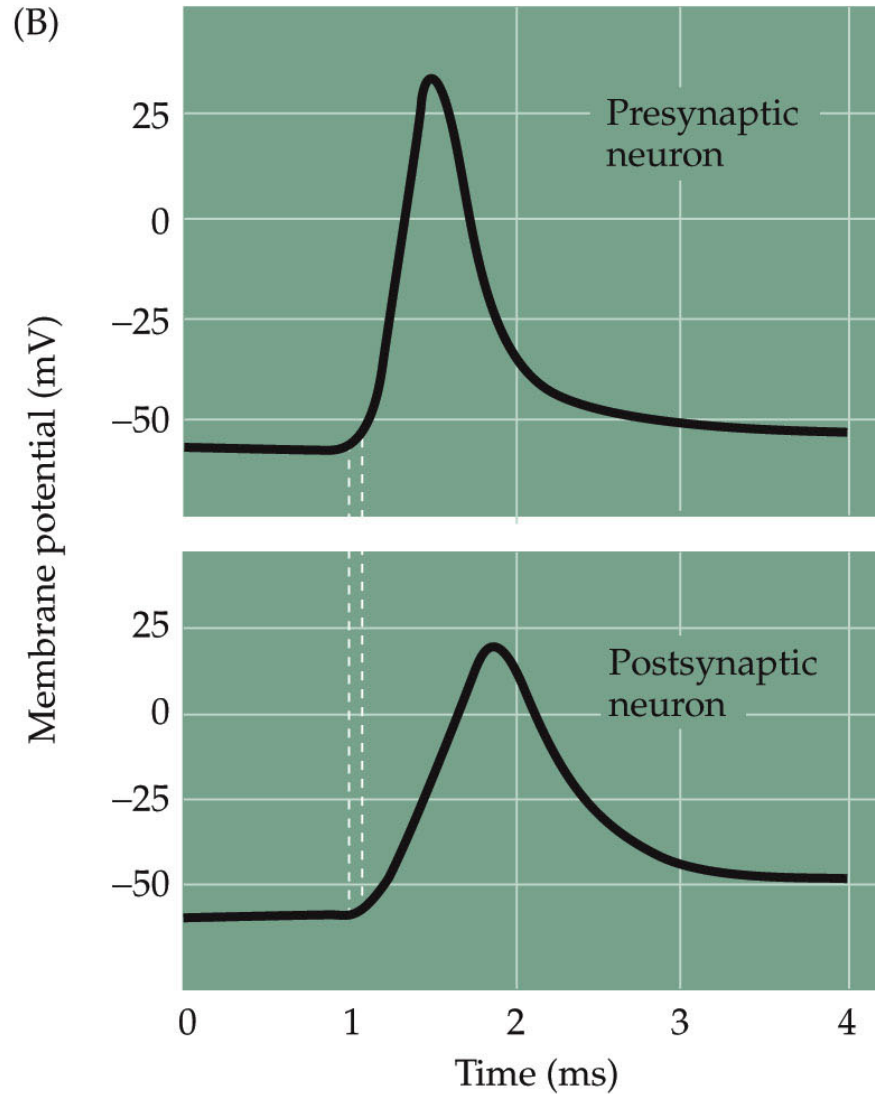 (B)
Membrane potential (mV)
25
0
–25
–50
Presynaptic
neuron
25
0
–25
–50
Postsynaptic
neuron
0
1
2
3
4
Time (ms)